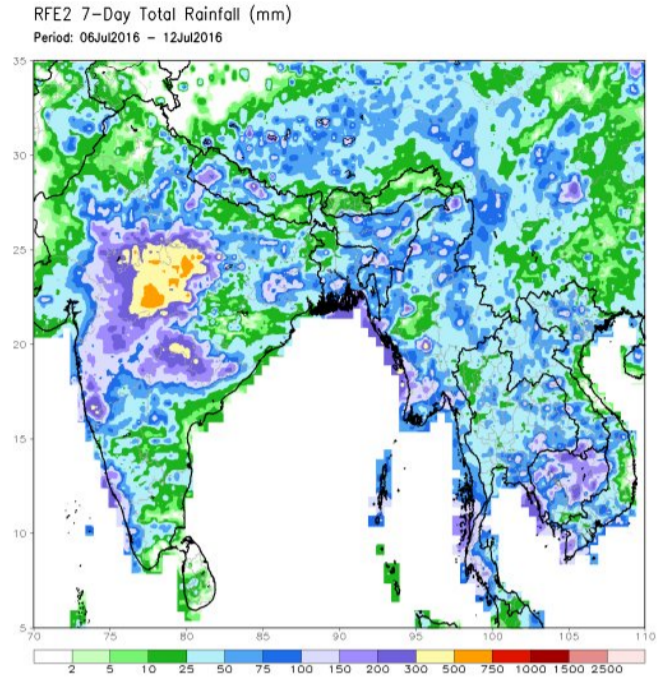 RFE2 7-Day Total Rainfall (mm)
Period: 06Jul2016 – 12Jul2016
35
30
25
20
15
10
5
70 75 80 85 90 95 100 105 110
2 5 10 25 50 75 100 150 200 300 500 750 1000 1500 2500